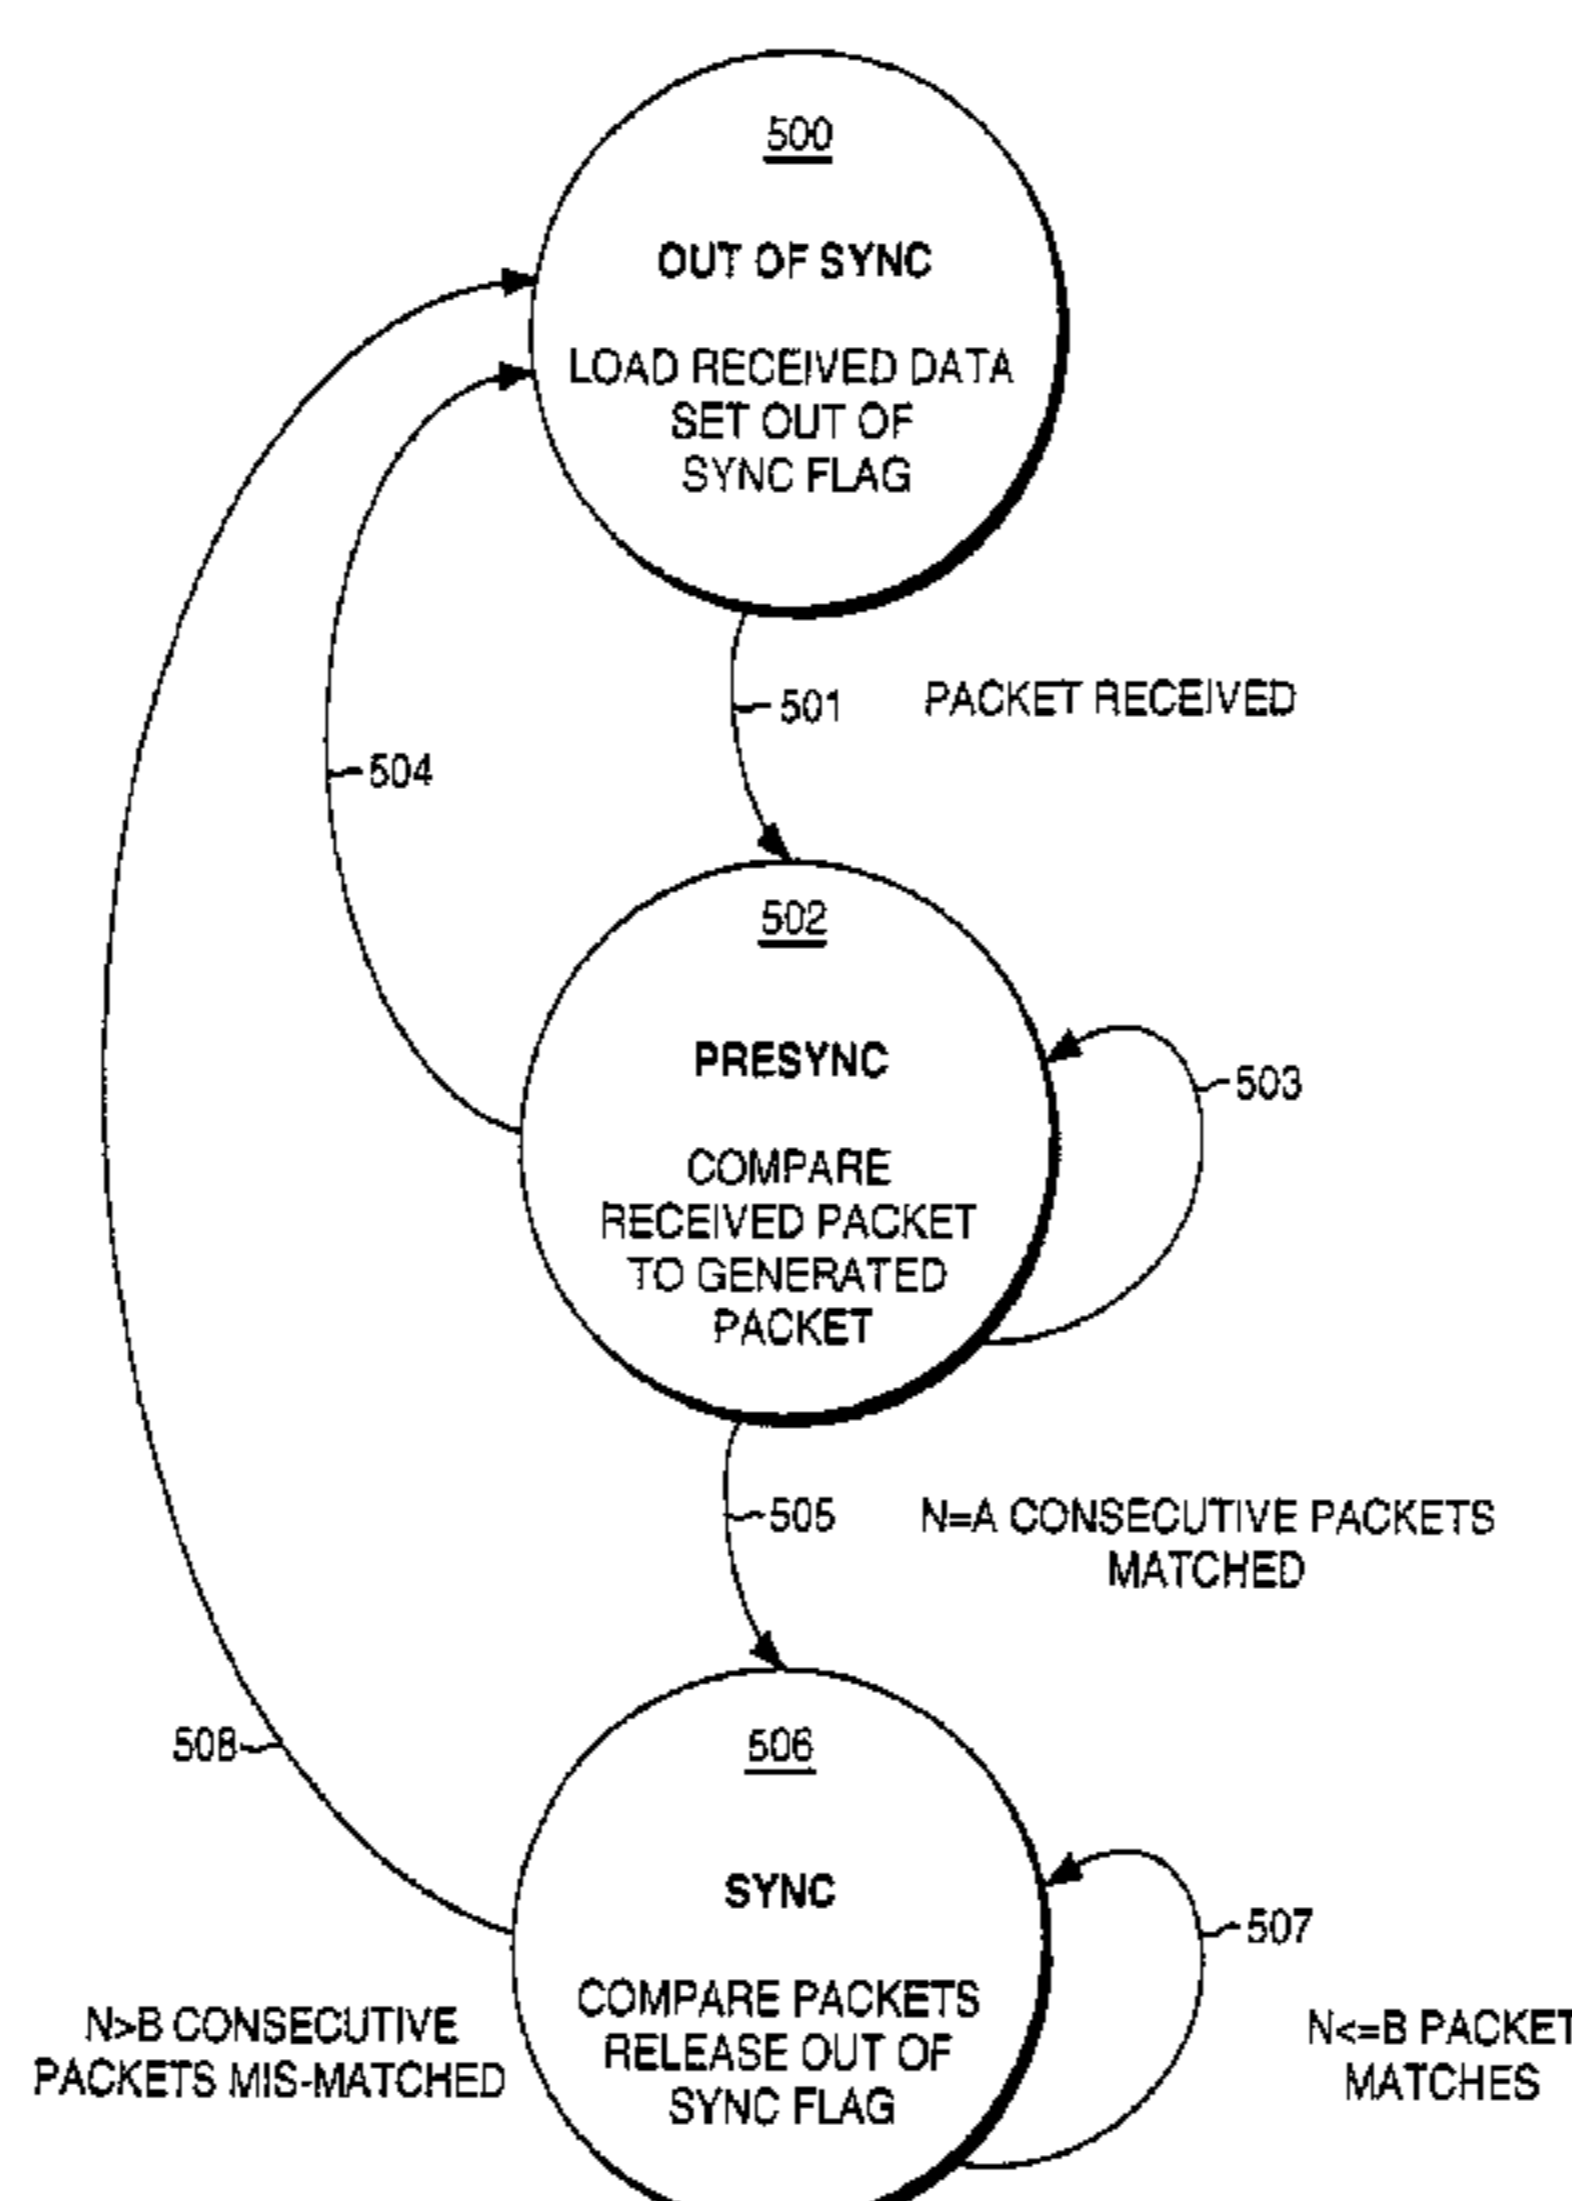 500
OUT OF SYNC
LOAD RECEIVED DATA
SET OUT OF
SYNC FLAG
501
PACKET RECEIVED
504
502
PRESYNC
COMPARE
RECEIVED PACKET
TO GENERATED
PACKET
503
505
N=A CONSECUTIVE PACKETS
MATCHED
508
506
SYNC
COMPARE PACKETS
RELEASE OUT OF
SYNC FLAG
507
N>B CONSECUTIVE
PACKETS MIS-MATCHED
N<=B PACKET
MATCHES